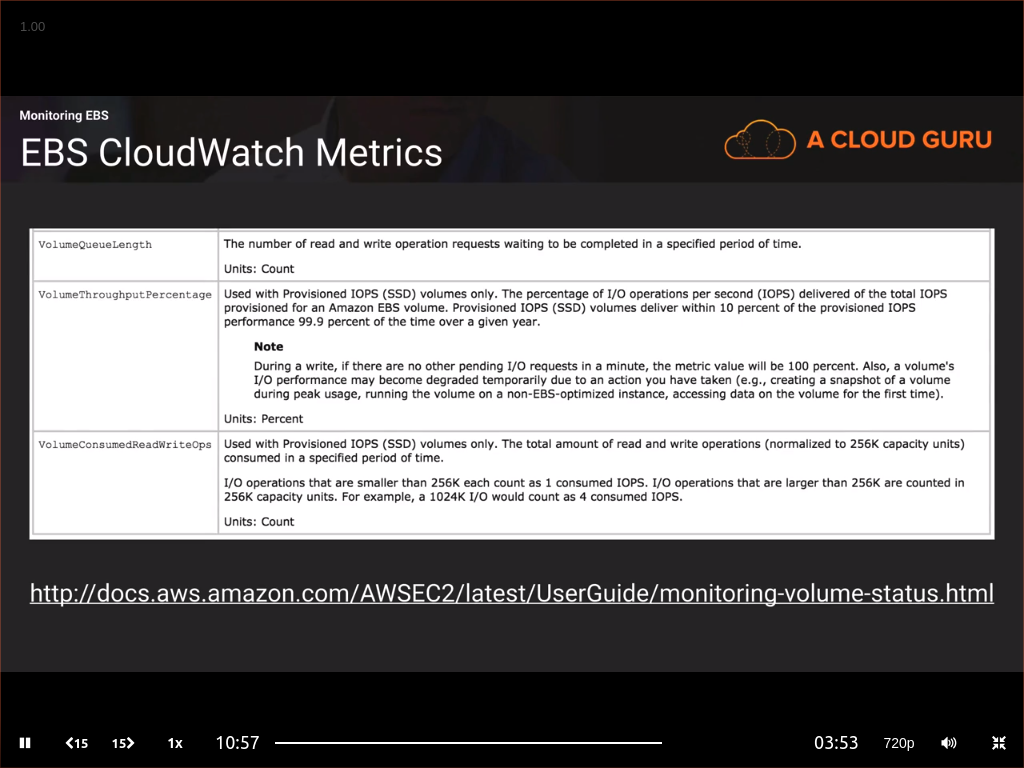 1.00
Monitoring EBS
EBS CloudWatch Metrics
A CLOUD GURU
VolumeQueueLength
The number of read and write operation requests waiting to be completed in a specified period of time.
Units: Count
VolumeThroughputPercentage
Used with Provisioned IOPS (SSD) volumes only. The percentage of I/O operations per second (IOPS) delivered of the total IOPS
provisioned for an Amazon EBS volume. Provisioned IOPS (SSD) volumes deliver within 10 percent of the provisioned IOPS
performance 99.9 percent of the time over a given year.
Note
During a write, if there are no other pending I/O requests in a minute, the metric value will be 100 percent. Also, a volume's
I/O performance may become degraded temporarily due to an action you have taken (e.g., creating a snapshot of a volume
during peak usage, running the volume on a non-EBS-optimized instance, accessing data on the volume for the first time).
Units: Percent
VolumeConsumedReadWriteOps
Used with Provisioned IOPS (SSD) volumes only. The total amount of read and write operations (normalized to 256K capacity units)
consumed in a specified period of time.
I/O operations that are smaller than 256K each count as 1 consumed IOPS. I/O operations that are larger than 256K are counted in
256K capacity units. For example, a 1024K I/O would count as 4 consumed IOPS.
Units: Count
http://docs.aws.amazon.com/AWSEC2/latest/UserGuide/monitoring-volume-status.html
15 15 1x 10:57 03:53 720p